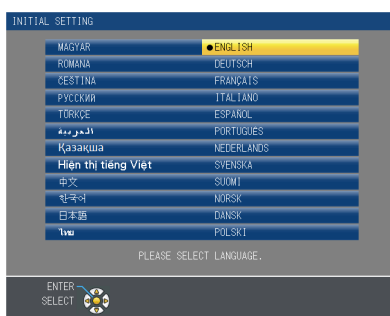 INITIAL SETTING
MAGYAR ●ENGLISH
ROMÂNĂ DEUTSCH
ČEŠTINA FRANÇAIS
РУССКИЙ ITALIANO
TÜRKÇE ESPAÑOL
العربية PORTUGUÊS
Қазақша NEDERLANDS
Hiện thị tiếng Việt SVENSKA
中文 SUOMI
한국어 NORSK
日本語 DANSK
ไทย POLSKI
PLEASE SELECT LANGUAGE.
ENTER
SELECT